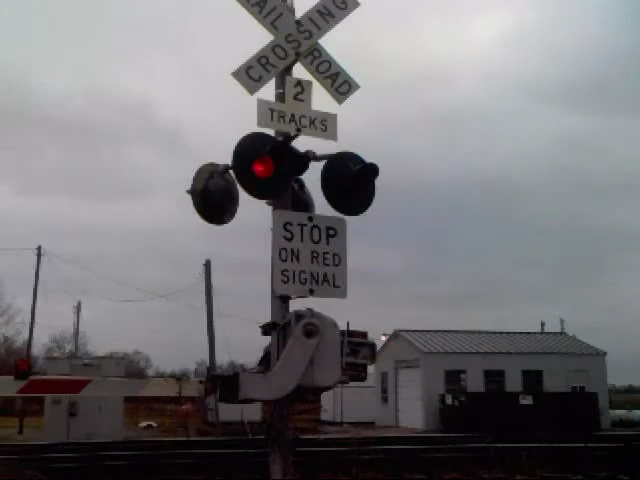 RAIL ROAD
CROSSING
2
TRACKS
STOP
ON RED
SIGNAL